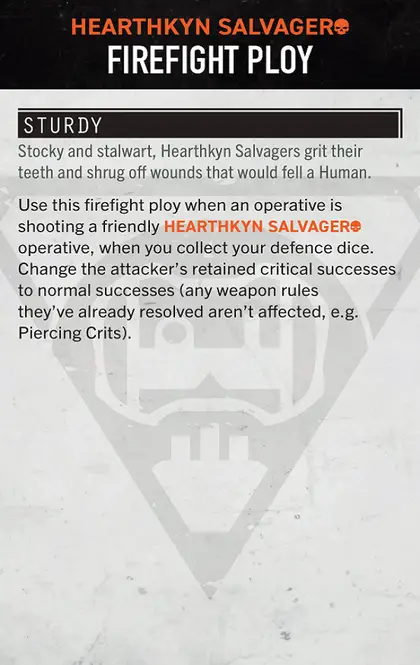 HEARTHKYN SALVAGER
FIREFIGHT PLOY
STURDY
Stocky and stalwart, Hearthkyn Salvagers grit their
teeth and shrug off wounds that would fell a Human.
Use this firefight ploy when an operative is
shooting a friendly HEARTHKYN SALVAGER
operative, when you collect your defence dice.
Change the attacker's retained critical successes
to normal successes (any weapon rules
they've already resolved aren't affected, e.g.
Piercing Crits).